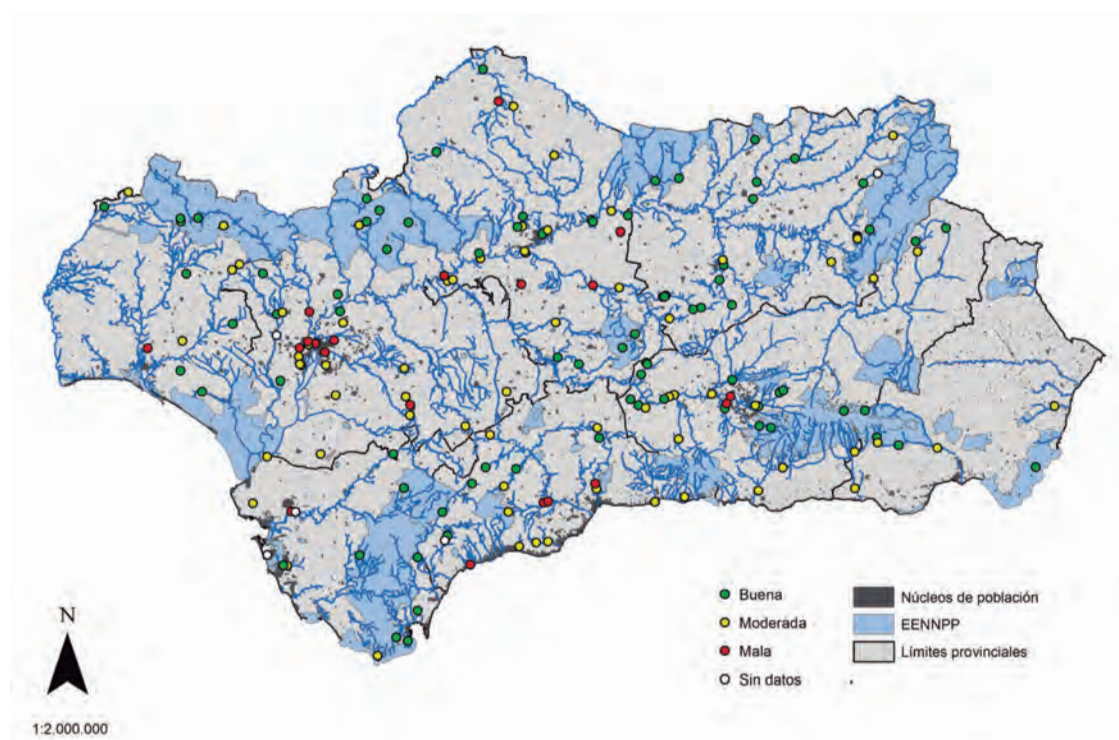 Buena
Moderada
Mala
Sin datos
Núcleos de población
EENNPP
Límites provinciales
N
1:2.000.000